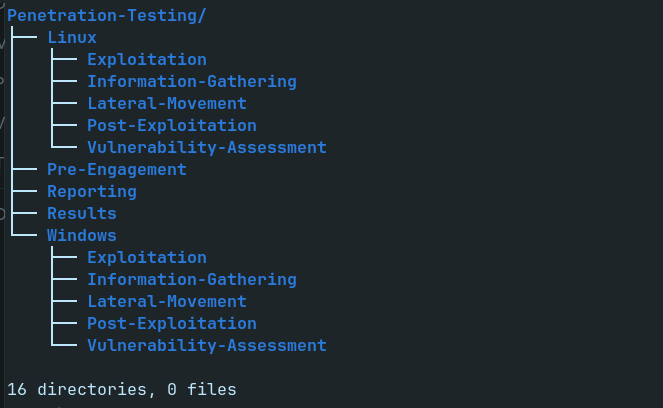 Penetration-Testing/
├── Linux
│   ├── Exploitation
│   ├── Information-Gathering
│   ├── Lateral-Movement
│   ├── Post-Exploitation
│   └── Vulnerability-Assessment
├── Pre-Engagement
├── Reporting
├── Results
└── Windows
    ├── Exploitation
    ├── Information-Gathering
    ├── Lateral-Movement
    ├── Post-Exploitation
    └── Vulnerability-Assessment

16 directories, 0 files